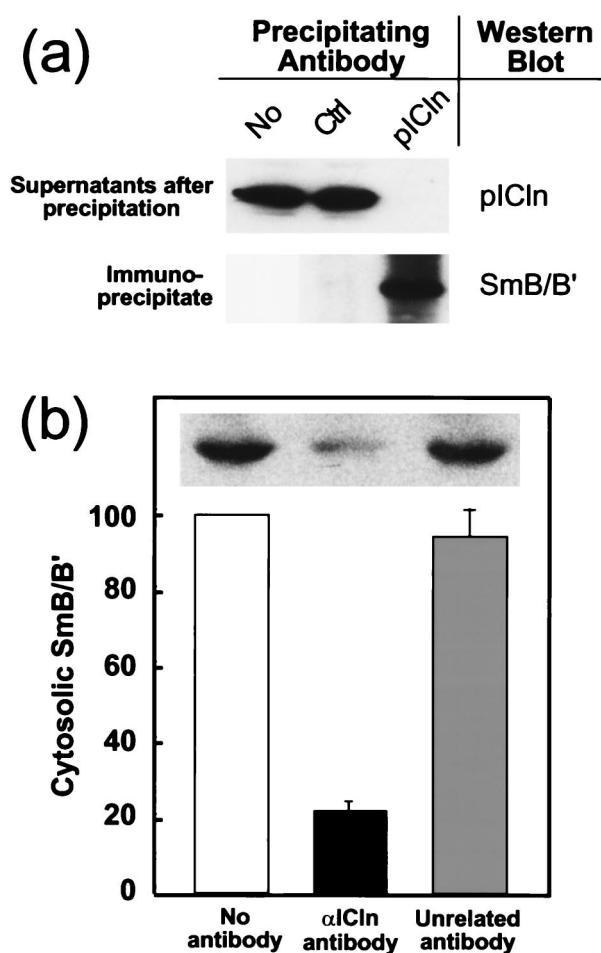 (a)
Precipitating Antibody
Western Blot
No
Ctrl
pICln
Supernatants after precipitation
pICln
Immuno-precipitate
SmB/B'
(b)
100
80
60
40
20
0
Cytosolic SmB/B'
No antibody
αICln antibody
Unrelated antibody